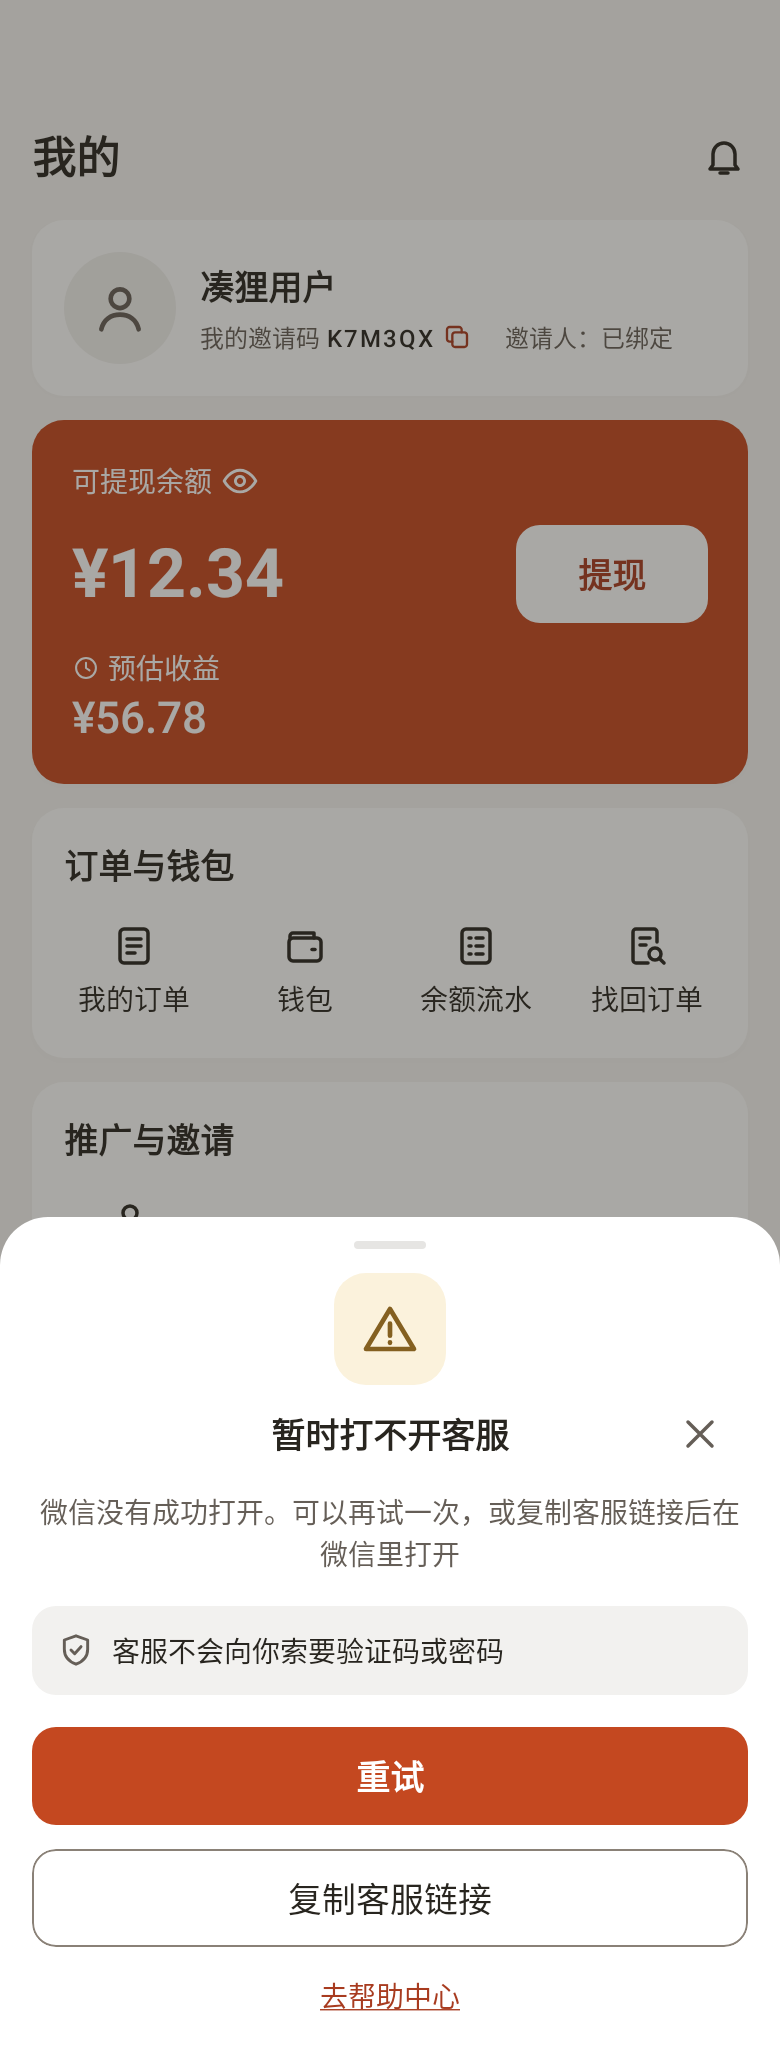 我的
凑狸用户
我的邀请码 K7M3QX 邀请人：已绑定
可提现余额
¥12.34
提现
预估收益
¥56.78
订单与钱包
我的订单 钱包 余额流水 找回订单
推广与邀请
暂时打不开客服
微信没有成功打开。可以再试一次，或复制客服链接后在
微信里打开
客服不会向你索要验证码或密码
重试
复制客服链接
去帮助中心